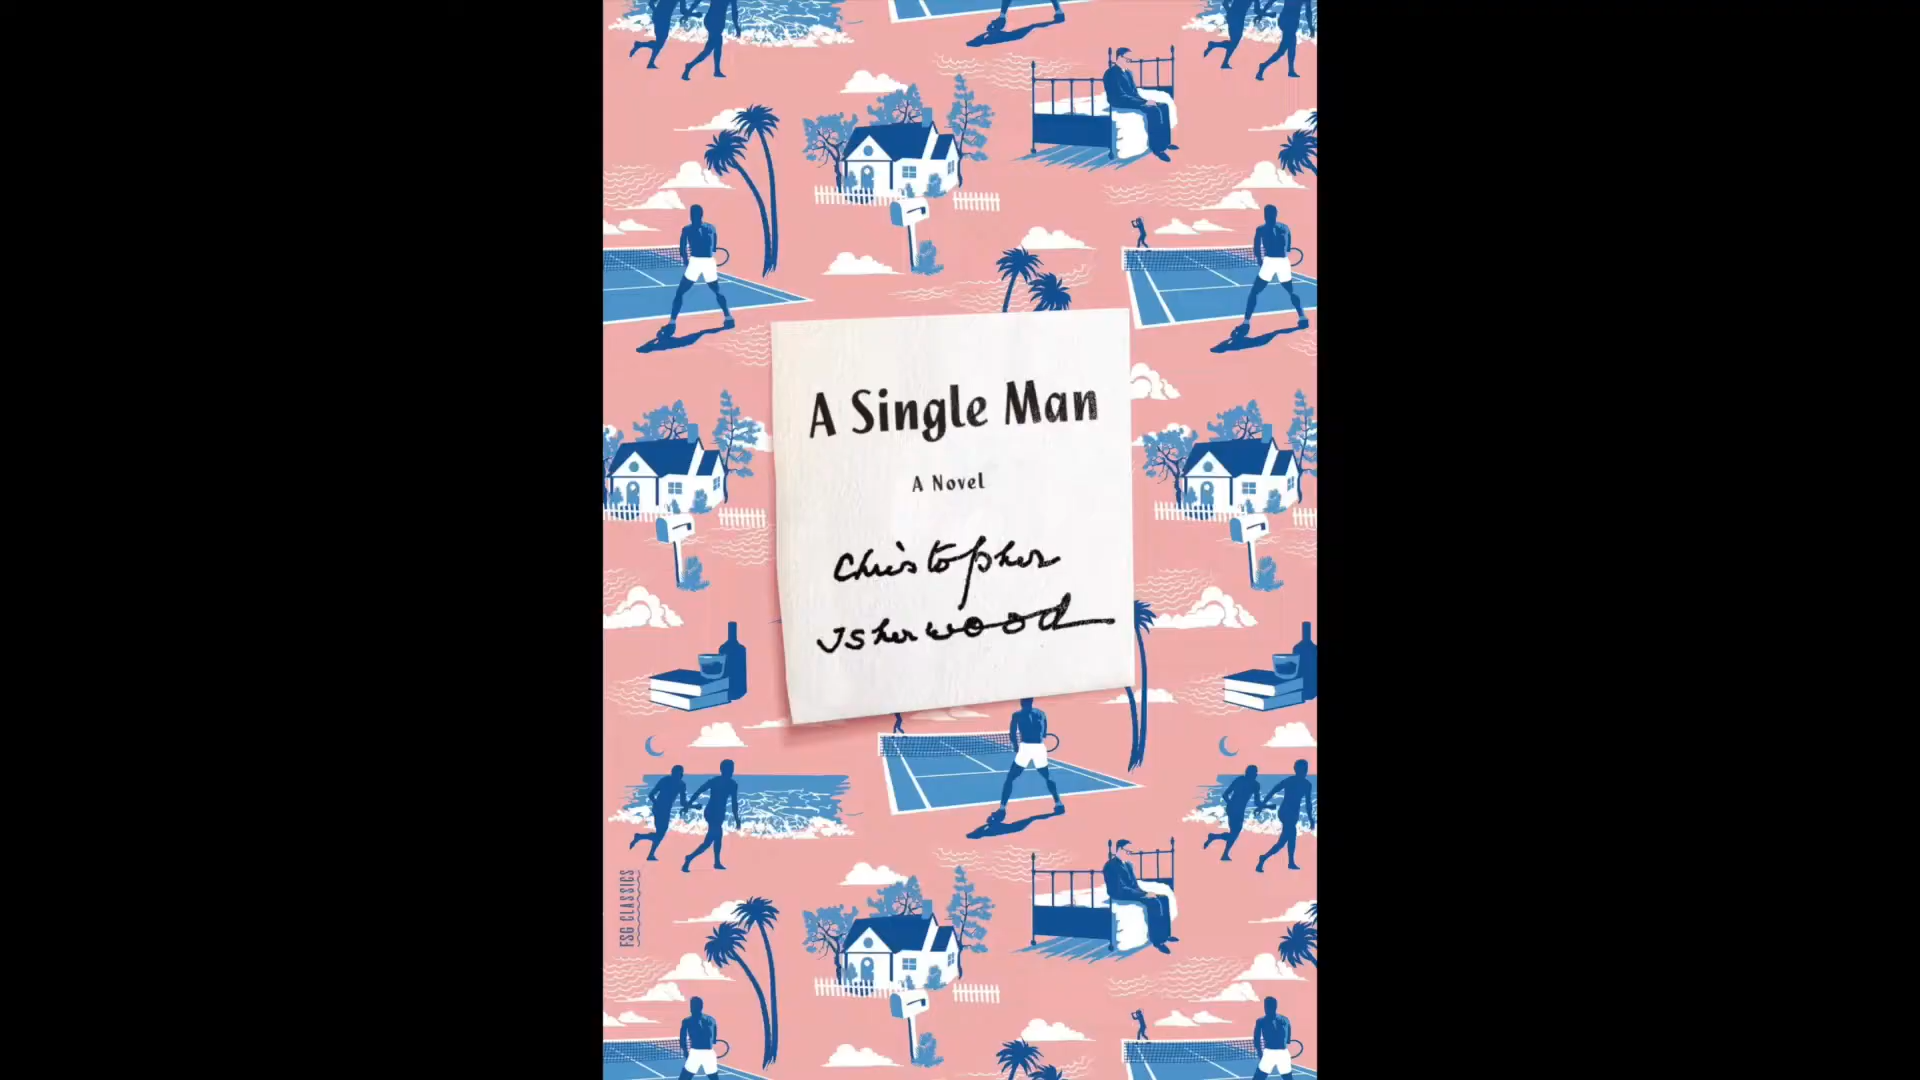 A Single Man
A Novel
Christopher
Isherwood
FSG CLASSICS